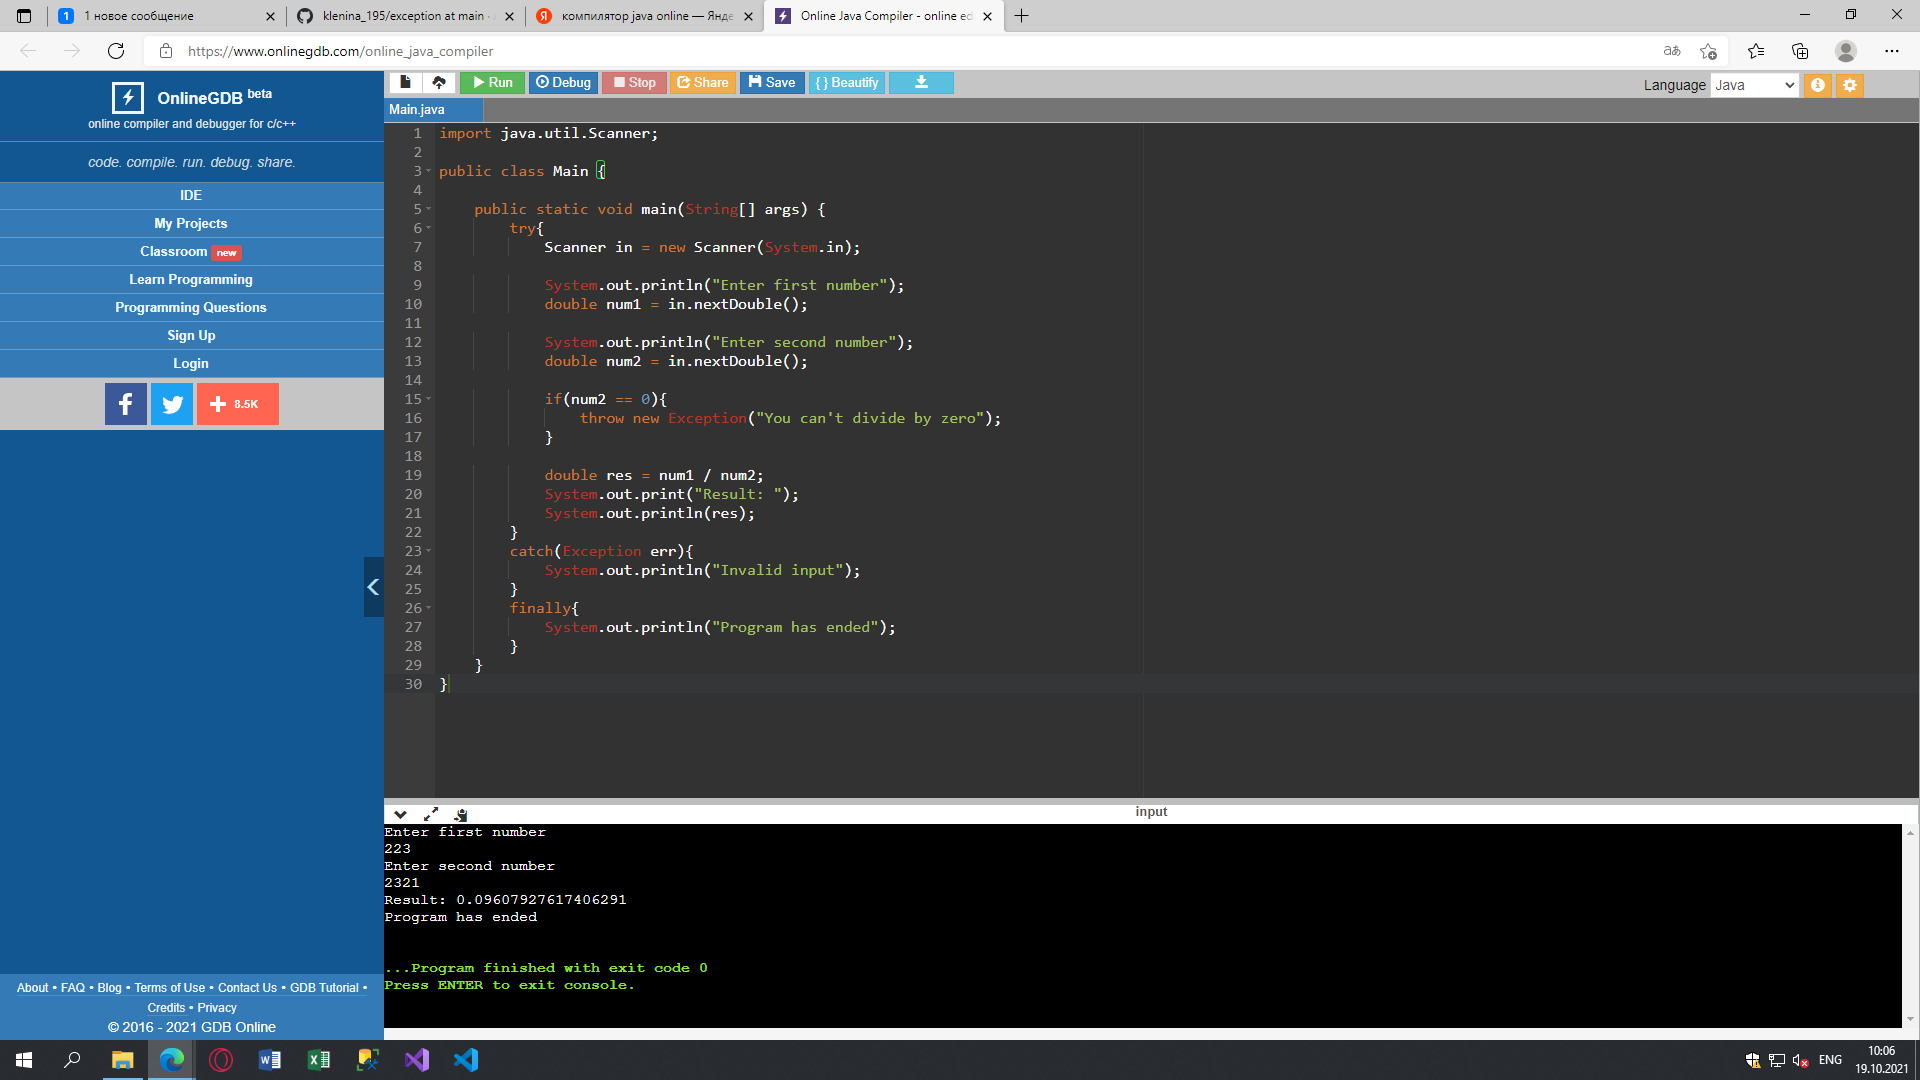 1 новое сообщение
klenina_195/exception at main ·
компилятор java online — Янде
Online Java Compiler - online ed
https://www.onlinegdb.com/online_java_compiler
OnlineGDB beta
online compiler and debugger for c/c++
code. compile. run. debug. share.
IDE
My Projects
Classroom new
Learn Programming
Programming Questions
Sign Up
Login
8.5K
About • FAQ • Blog • Terms of Use • Contact Us • GDB Tutorial •
Credits • Privacy
© 2016 - 2021 GDB Online
Run Debug Stop Share Save { } Beautify
Language Java
Main.java
1 import java.util.Scanner;
2
3 public class Main {
4
5 public static void main(String[] args) {
6 try{
7 Scanner in = new Scanner(System.in);
8
9 System.out.println("Enter first number");
10 double num1 = in.nextDouble();
11
12 System.out.println("Enter second number");
13 double num2 = in.nextDouble();
14
15 if(num2 == 0){
16 throw new Exception("You can't divide by zero");
17 }
18
19 double res = num1 / num2;
20 System.out.print("Result: ");
21 System.out.println(res);
22 }
23 catch(Exception err){
24 System.out.println("Invalid input");
25 }
26 finally{
27 System.out.println("Program has ended");
28 }
29 }
30 }
input
Enter first number
223
Enter second number
2321
Result: 0.09607927617406291
Program has ended
...Program finished with exit code 0
Press ENTER to exit console.
ENG
10:06
19.10.2021